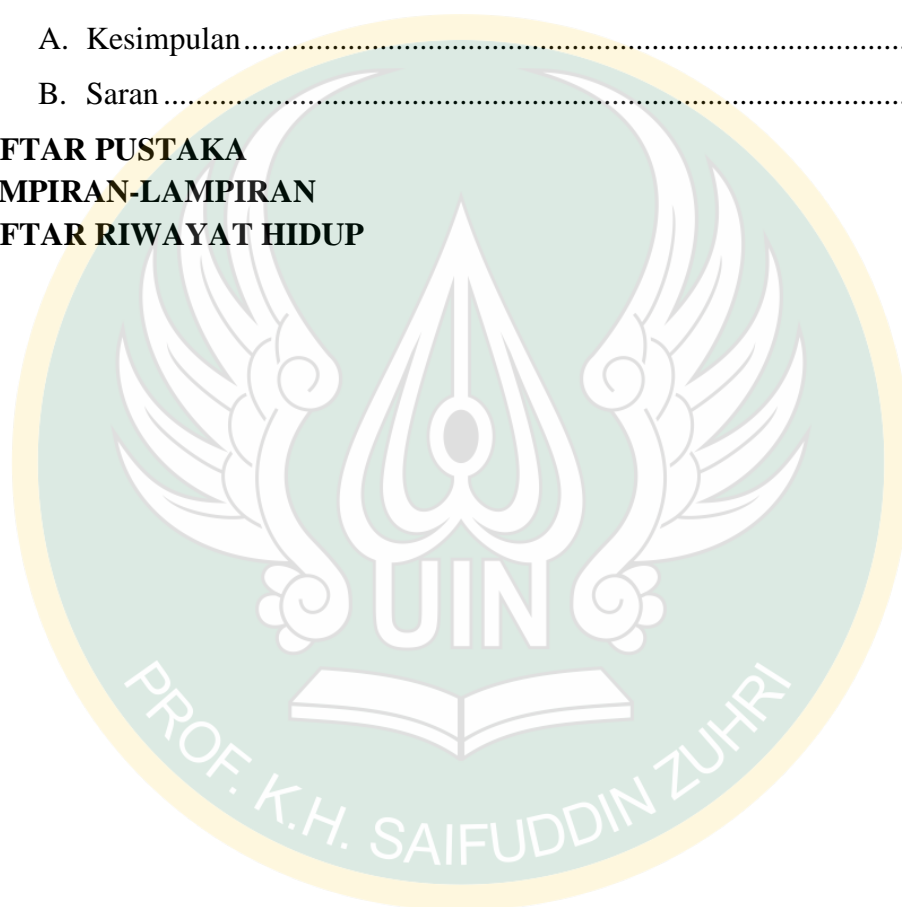 A. Kesimpulan....................................................................................
B. Saran ............................................................................................
FTAR PUSTAKA
MPIRAN-LAMPIRAN
FTAR RIWAYAT HIDUP
UIN
PROF. K.H. SAIFUDDIN ZUHRI